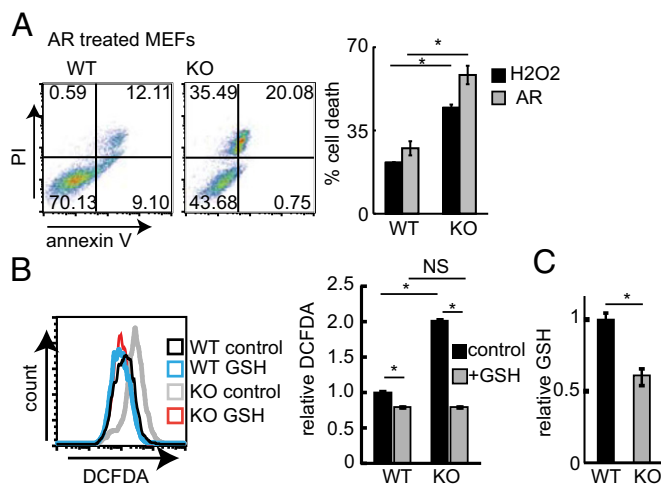 A
AR treated MEFs
WT
KO
0.59 12.11
35.49 20.08
70.13 9.10
43.68 0.75
PI
annexin V
% cell death
70
35
0
*
*
WT KO
H2O2
AR
B
count
DCFDA
WT control
WT GSH
KO control
KO GSH
relative DCFDA
2.5
2.0
1.5
1.0
0.5
0
NS
*
*
*
WT KO
control
+GSH
C
relative GSH
1
0.5
0
*
WT KO